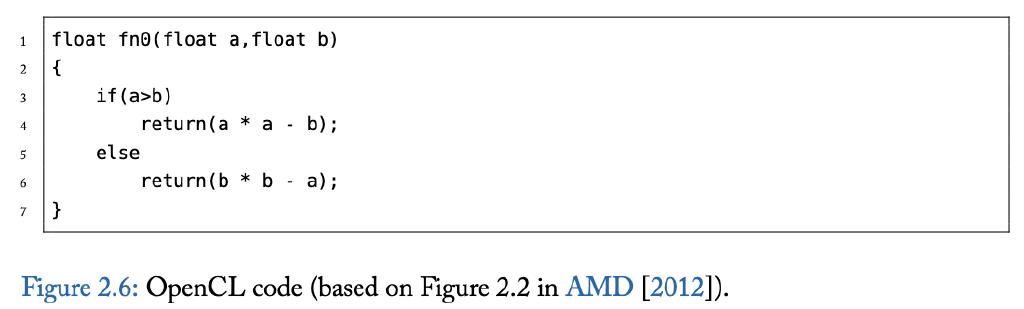 1 float fn0(float a,float b)
2 {
3     if(a>b)
4         return(a * a - b);
5     else
6         return(b * b - a);
7 }
Figure 2.6: OpenCL code (based on Figure 2.2 in AMD [2012]).